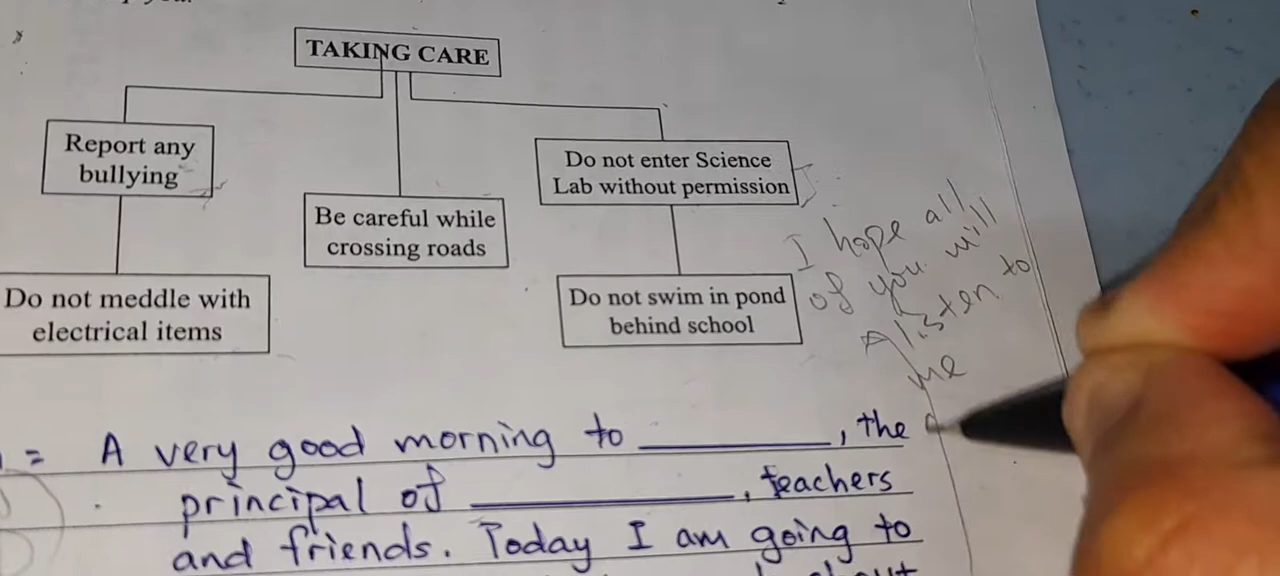 TAKING CARE
Report any
bullying
Do not enter Science
Lab without permission
Be careful while
crossing roads
Do not meddle with
electrical items
Do not swim in pond
behind school
I hope all
of you will
listen to
me
= A very good morning to ________, the
principal of ________, teachers
and friends. Today I am going to